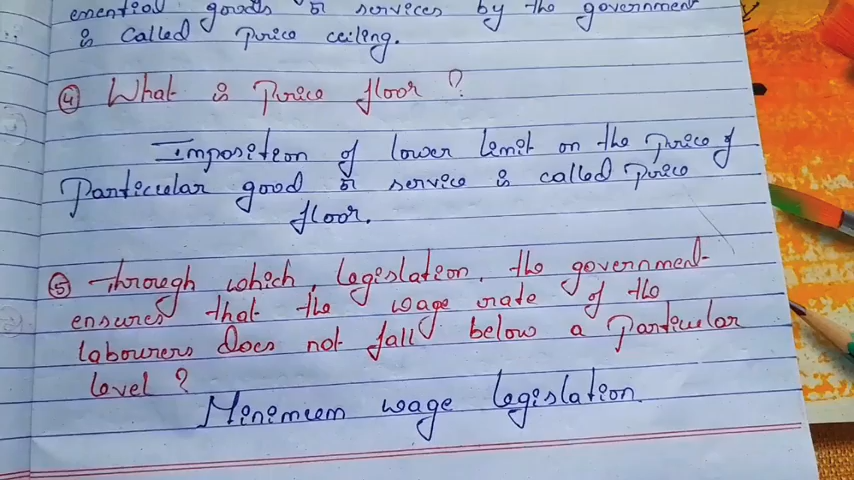 essential goods or services by the government
is called Price ceiling.
④ What is Price floor ?
Imposition of lower limit on the price of
Particular good or service is called Price
floor.
⑤ Through which, legislation, the government
ensures that the wage rate of the
labourers does not fall below a Particular
level ?
Minimum wage legislation